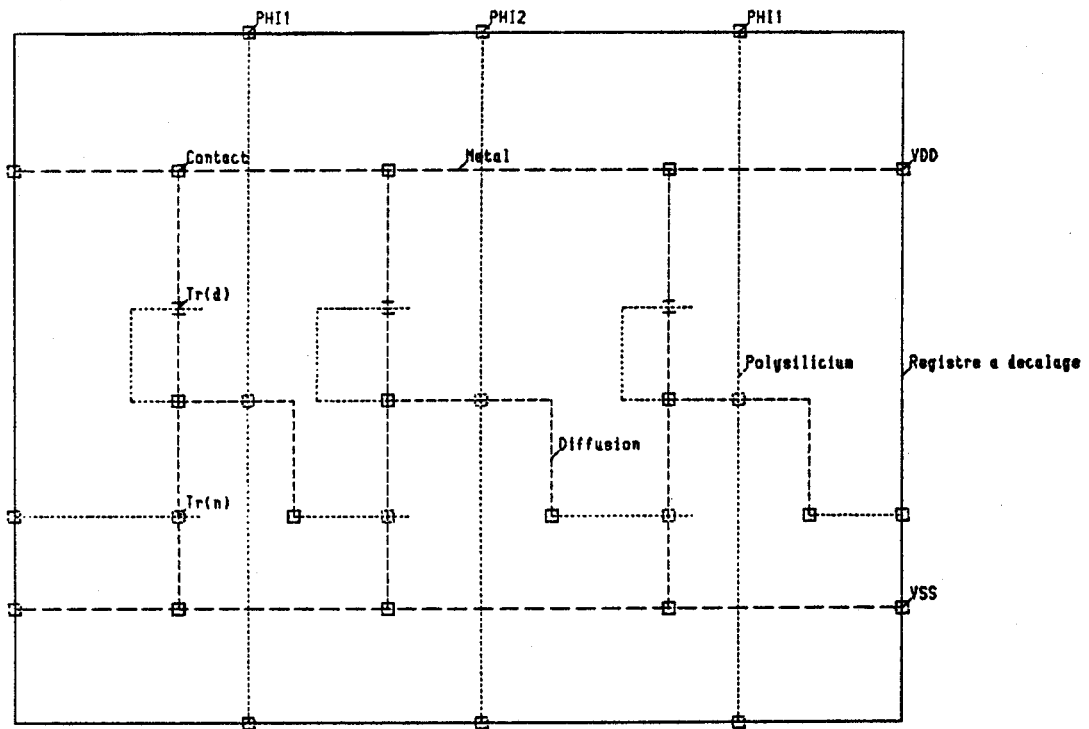 PHI1
PHI2
PHI1
Contact
Metal
VDD
Tr(d)
Polysilicium
Registre a decalage
Diffusion
Tr(n)
VSS